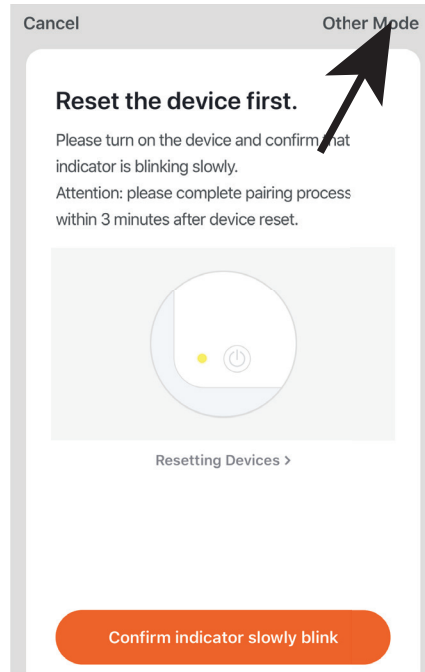 Cancel Other Mode
Reset the device first.
Please turn on the device and confirm that
indicator is blinking slowly.
Attention: please complete pairing process
within 3 minutes after device reset.
Resetting Devices >
Confirm indicator slowly blink